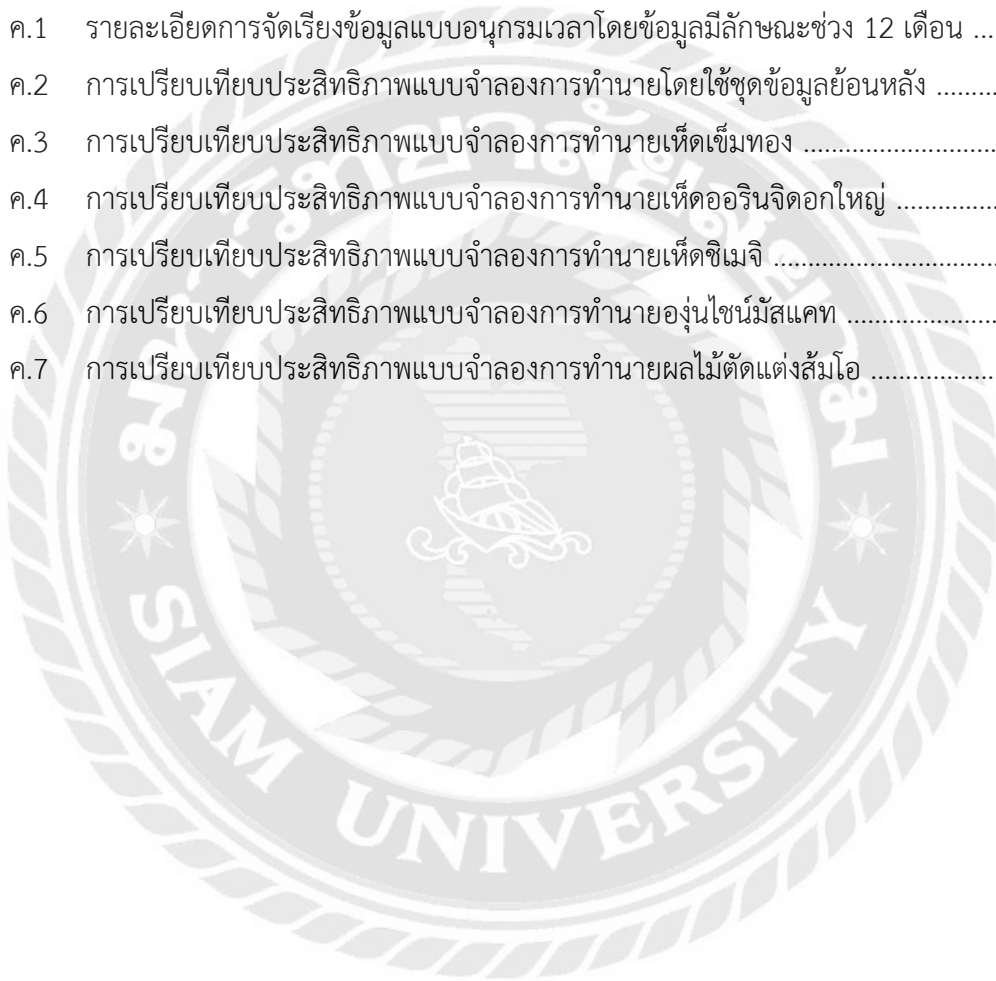 ค.1 รายละเอียดการจัดเรียงข้อมูลแบบอนุกรมเวลาโดยข้อมูลมีลักษณะช่วง 12 เดือน ...
ค.2 การเปรียบเทียบประสิทธิภาพแบบจำลองการทำนายโดยใช้ชุดข้อมูลย้อนหลัง .........
ค.3 การเปรียบเทียบประสิทธิภาพแบบจำลองการทำนายเห็ดเข็มทอง ..............................
ค.4 การเปรียบเทียบประสิทธิภาพแบบจำลองการทำนายเห็ดออรินจิดอกใหญ่ ...............
ค.5 การเปรียบเทียบประสิทธิภาพแบบจำลองการทำนายเห็ดชิเมจิ ..................................
ค.6 การเปรียบเทียบประสิทธิภาพแบบจำลองการทำนายองุ่นไชน์มัสแคท .......................
ค.7 การเปรียบเทียบประสิทธิภาพแบบจำลองการทำนายผลไม้ตัดแต่งส้มโอ ..................
มหาวิทยาลัยสยาม
SIAM UNIVERSITY